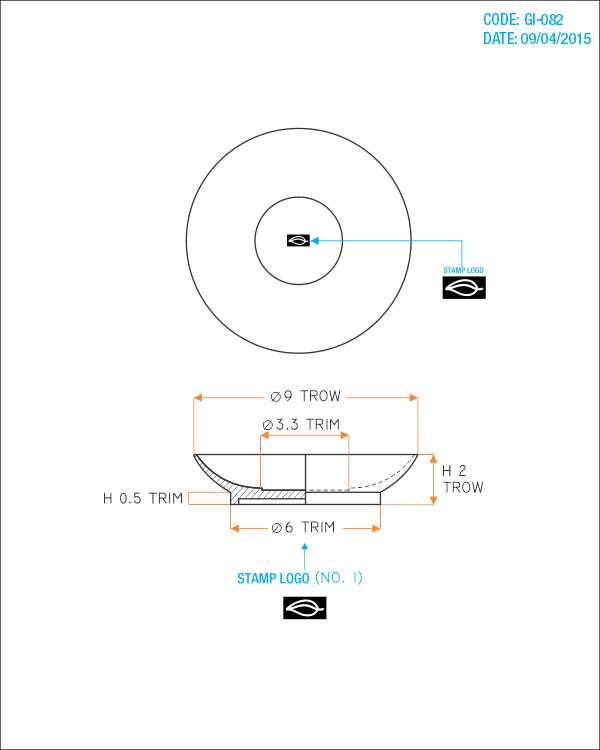 CODE: GI-082
DATE: 09/04/2015
STAMP LOGO
⌀9 TROW
⌀3.3 TRIM
H 2
TROW
H 0.5 TRIM
⌀6 TRIM
STAMP LOGO (NO. 1)